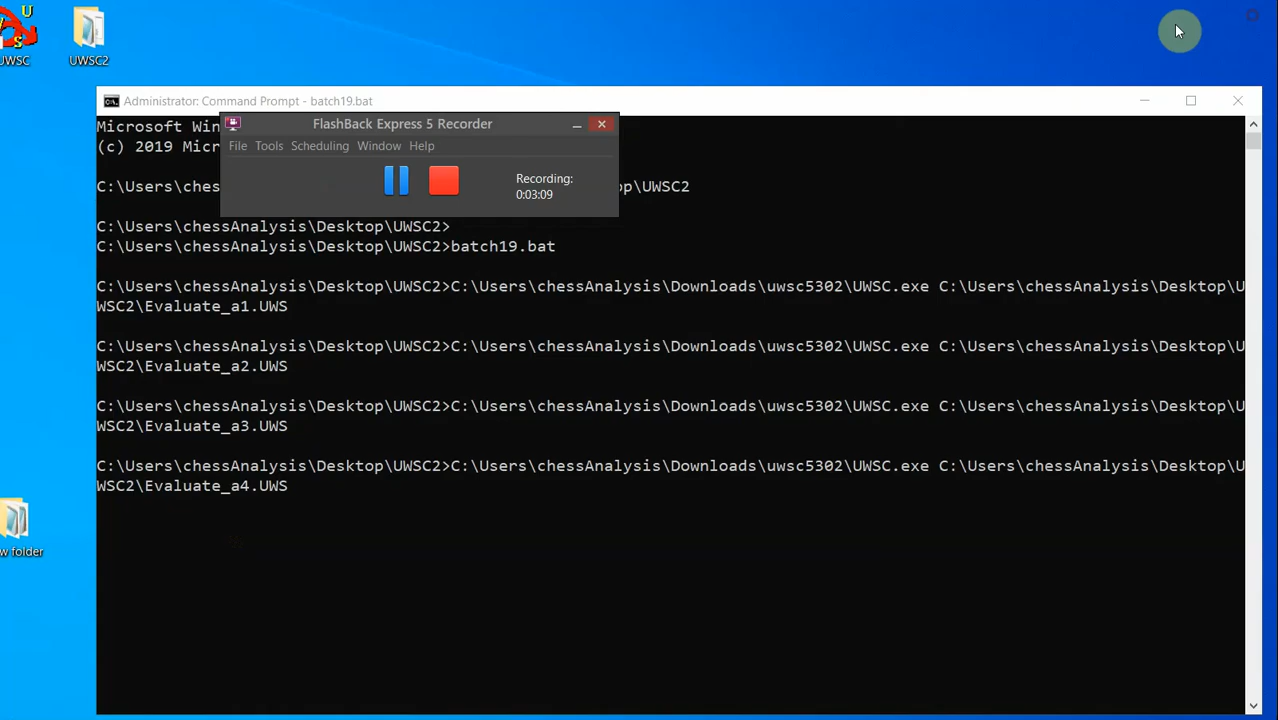 U
S
UWSC
UWSC2
Administrator: Command Prompt - batch19.bat
Microsoft Win
(c) 2019 Micr
FlashBack Express 5 Recorder
File Tools Scheduling Window Help
Recording:
0:03:09
C:\Users\chess
op\UWSC2
C:\Users\chessAnalysis\Desktop\UWSC2>
C:\Users\chessAnalysis\Desktop\UWSC2>batch19.bat
C:\Users\chessAnalysis\Desktop\UWSC2>C:\Users\chessAnalysis\Downloads\uwsc5302\UWSC.exe C:\Users\chessAnalysis\Desktop\U
WSC2\Evaluate_a1.UWS
C:\Users\chessAnalysis\Desktop\UWSC2>C:\Users\chessAnalysis\Downloads\uwsc5302\UWSC.exe C:\Users\chessAnalysis\Desktop\U
WSC2\Evaluate_a2.UWS
C:\Users\chessAnalysis\Desktop\UWSC2>C:\Users\chessAnalysis\Downloads\uwsc5302\UWSC.exe C:\Users\chessAnalysis\Desktop\U
WSC2\Evaluate_a3.UWS
C:\Users\chessAnalysis\Desktop\UWSC2>C:\Users\chessAnalysis\Downloads\uwsc5302\UWSC.exe C:\Users\chessAnalysis\Desktop\U
WSC2\Evaluate_a4.UWS
w folder